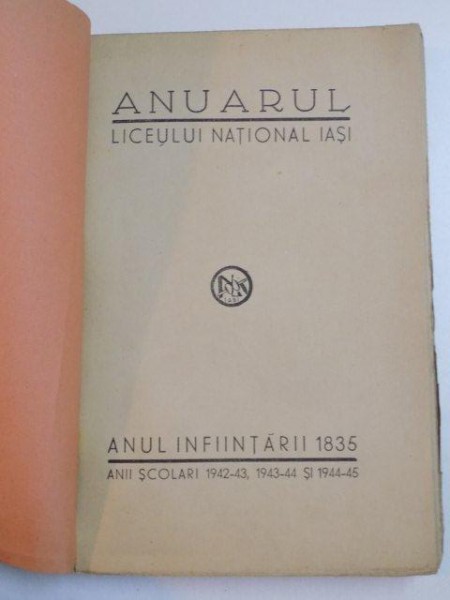 ANUARUL
LICEULUI NAȚIONAL IAȘI
ANUL INFIINȚĂRII 1835
ANII ȘCOLARI 1942-43, 1943-44 ȘI 1944-45